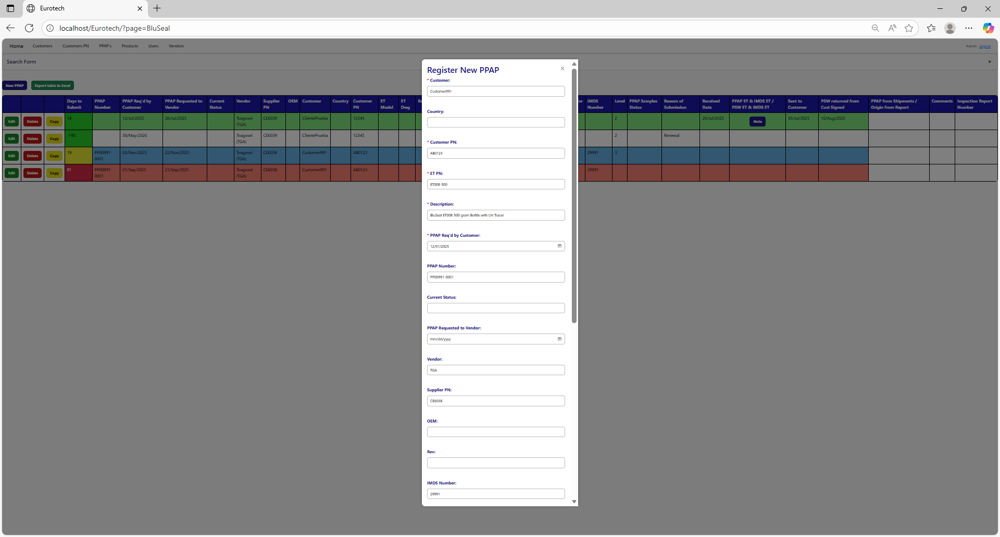 Eurotech
localhost/Eurotech/?page=BluSeal
Home Customers Customers PN PPAP's Products Users Vendors Admin Logout
Search Form
New PPAP Export table to Excel
Days to Submit PPAP Number PPAP Req'd by Customer PPAP Requested to Vendor Current Status Vendor Supplier PN OEM Customer Country Customer PN ET Model ET Dwg IMDS Number Level PPAP Samples Status Reason of Submission Received Date PPAP ET & IMDS ET / PSW ET & IMDS ET Sent to Customer PSW returned from Cust Signed PPAP from Shipments / Origin from Report Comments Inspection Report Number
Edit Delete Copy 18 12/Jul/2025 20/Jul/2025 Toagosei (TGA) CE6039 ClientePrueba 12345 2 20/Jul/2025 Note 30/Jul/2025 10/Aug/2025
Edit Delete Copy -190 30/May/2026 Toagosei (TGA) CE6039 ClientePrueba 12345 2 Renewal
Edit Delete Copy 19 PP00991-0001 02/Nov/2025 22/Nov/2025 Toagosei (TGA) CE6038 Customer991 AB0123 29991 3
Edit Delete Copy 81 PP00991-0001 01/Sep/2025 21/Sep/2025 Toagosei (TGA) CE6038 Customer991 AB0123 29991
Register New PPAP
* Customer:
Customer991
Country:
* Customer PN:
AB0123
* ET PN:
ET008-500
* Description:
BluSeal ET008-500 gram Bottle with UV Tracer
* PPAP Req'd by Customer:
12/01/2025
PPAP Number:
PP00991-0001
Current Status:
PPAP Requested to Vendor:
mm/dd/yyyy
Vendor:
TGA
Supplier PN:
CE6038
OEM:
Rev:
IMDS Number:
29991